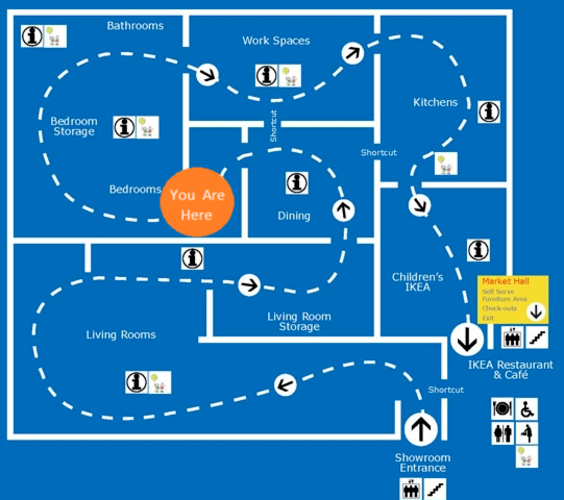 Bathrooms
Work Spaces
Kitchens
Bedroom
Storage
Shortcut
Shortcut
Bedrooms
You Are
Here
Dining
Children's
IKEA
Market Hall
Self Serve
Furniture Area
Check-outs
Exit
Living Room
Storage
Living Rooms
IKEA Restaurant
& Café
Shortcut
Showroom
Entrance